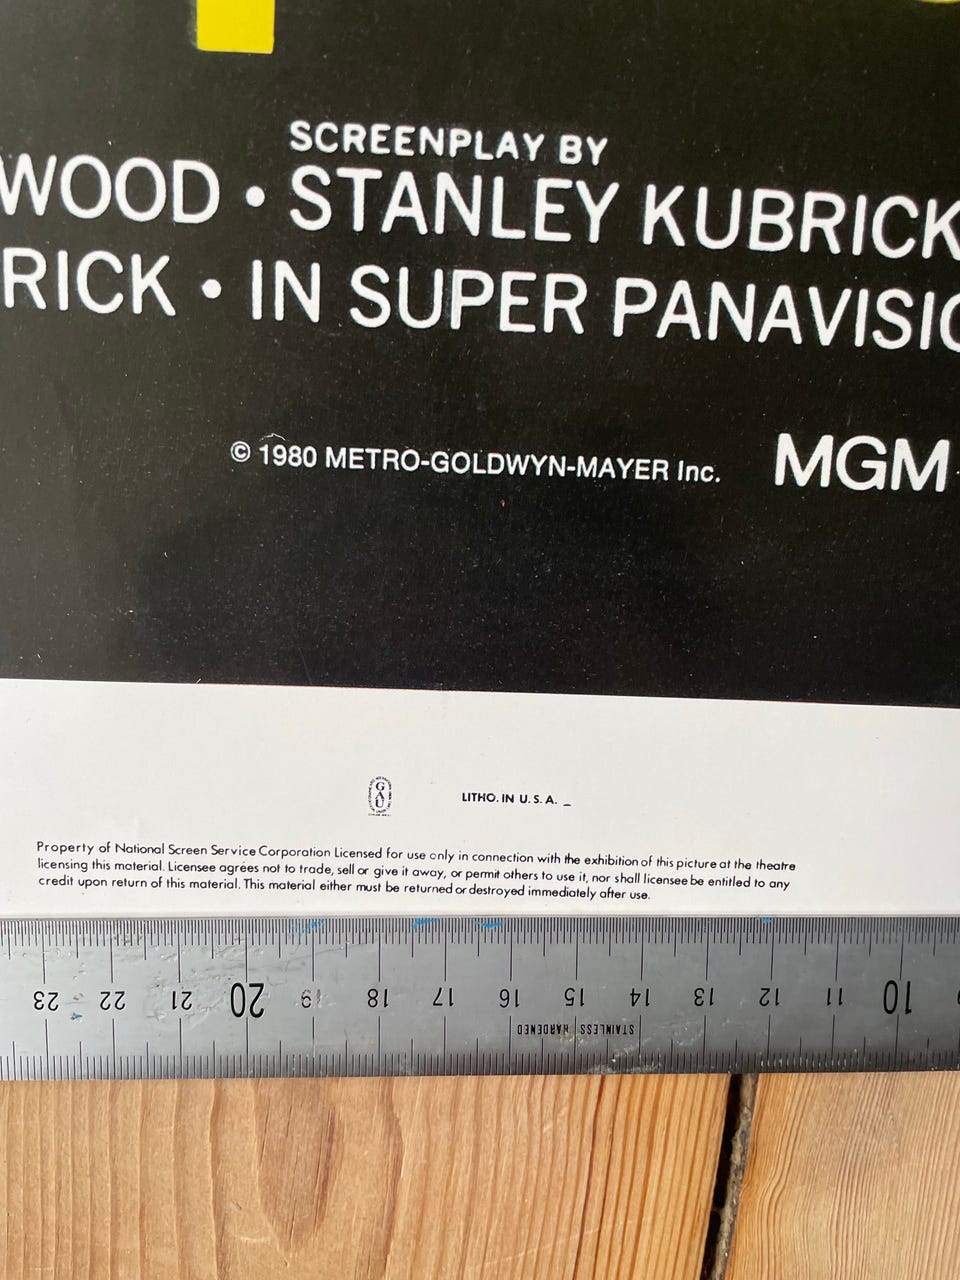 SCREENPLAY BY
WOOD • STANLEY KUBRICK
RICK • IN SUPER PANAVISIO
© 1980 METRO-GOLDWYN-MAYER Inc.
MGM
GAU
LITHO. IN U. S. A.
Property of National Screen Service Corporation Licensed for use only in connection with the exhibition of this picture at the theatre
licensing this material. Licensee agrees not to trade, sell or give it away, or permit others to use it, nor shall licensee be entitled to any
credit upon return of this material. This material either must be returned or destroyed immediately after use.
23 22 21 20 19 18 17 16 15 14 13 12 11 10
STAINLESS HARDENED